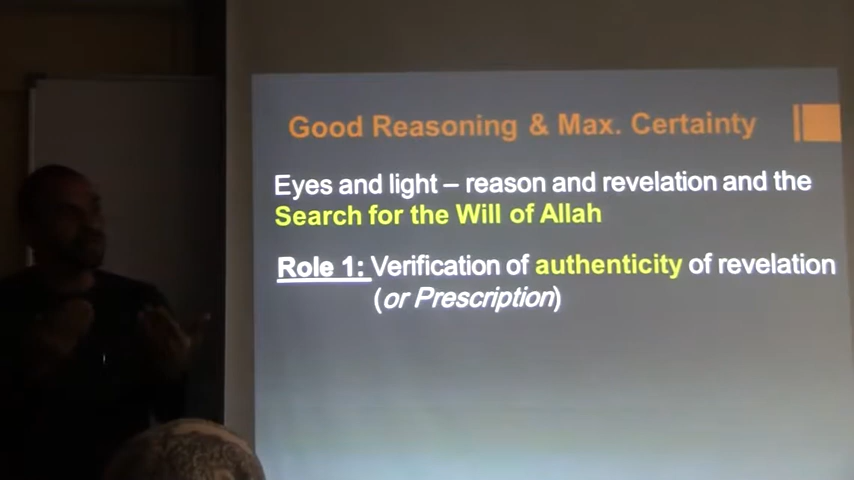 Good Reasoning & Max. Certainty
Eyes and light – reason and revelation and the
Search for the Will of Allah
Role 1: Verification of authenticity of revelation
(or Prescription)